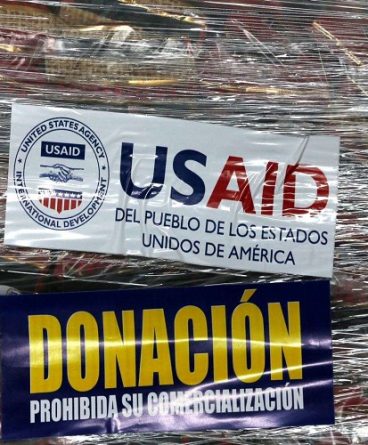 UNITED STATES AGENCY
USAID
INTERNATIONAL DEVELOPMENT
USAID
DEL PUEBLO DE LOS ESTADOS
UNIDOS DE AMÉRICA
DONACIÓN
PROHIBIDA SU COMERCIALIZACIÓN